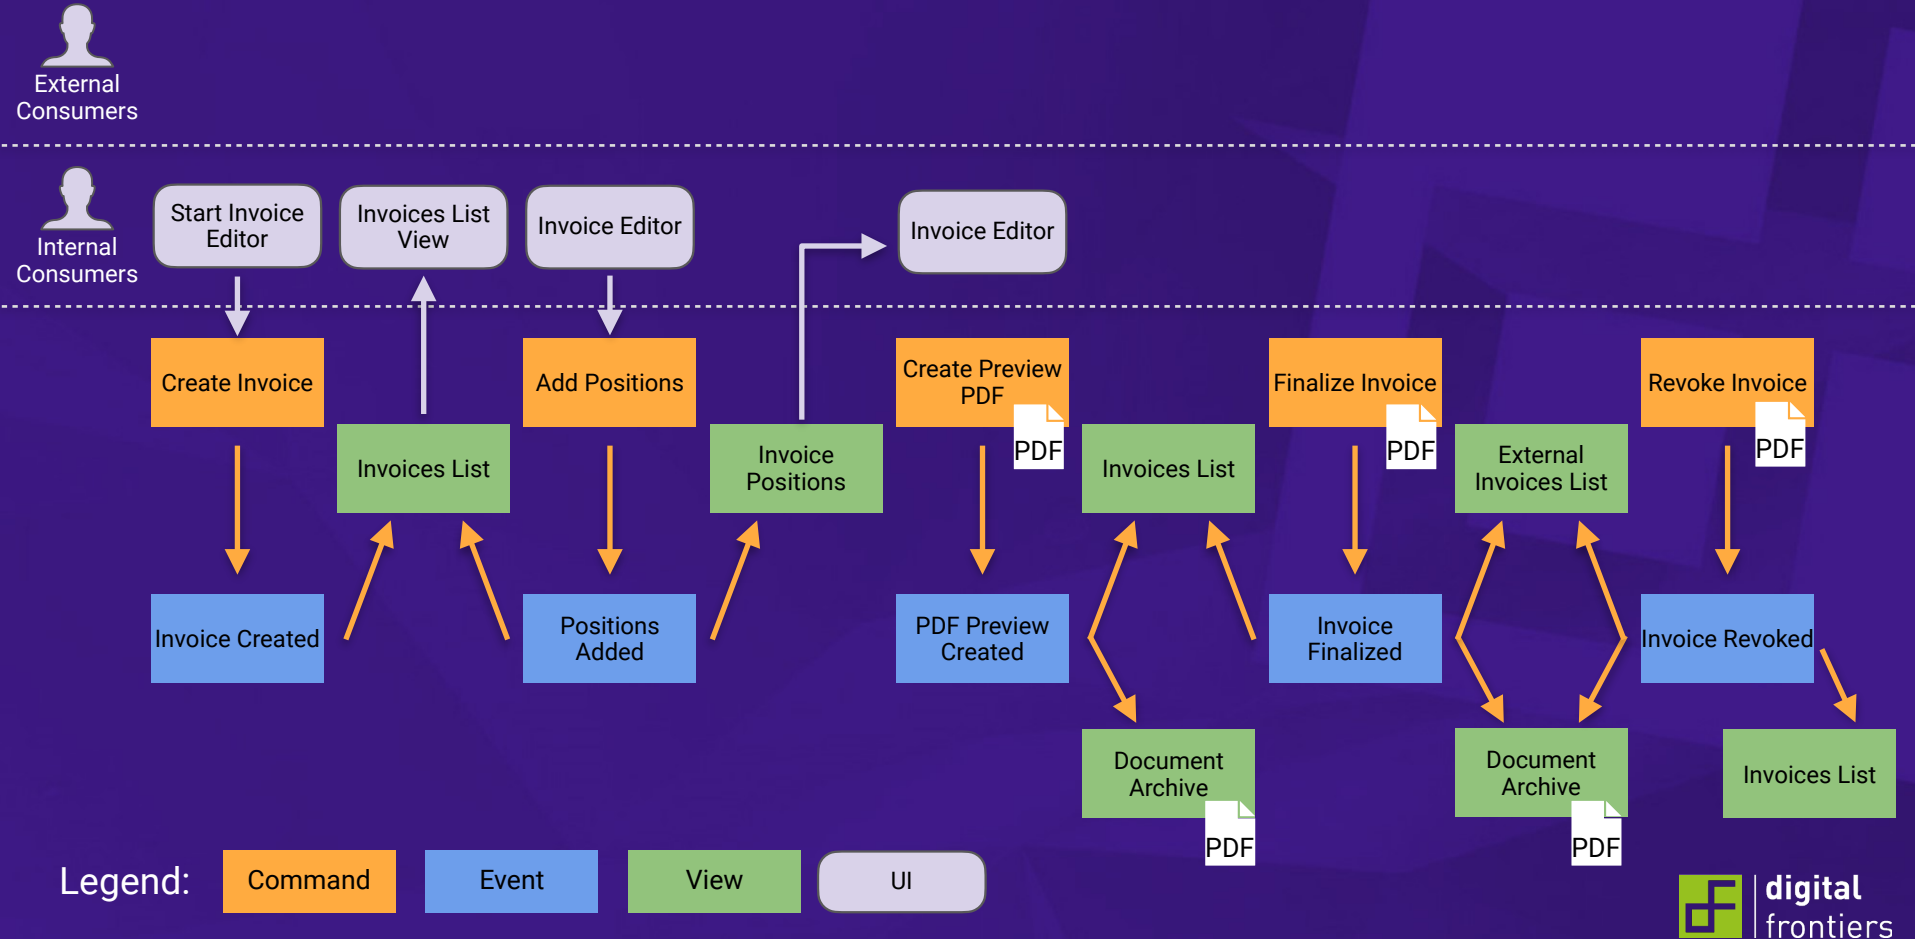 External
Consumers
Internal
Consumers
Start Invoice
Editor
Invoices List
View
Invoice Editor
Invoice Editor
Create Invoice
Add Positions
Create Preview
PDF
PDF
Finalize Invoice
PDF
Revoke Invoice
PDF
Invoices List
Invoice
Positions
Invoices List
External
Invoices List
Invoice Created
Positions
Added
PDF Preview
Created
Invoice
Finalized
Invoice Revoked
Document
Archive
PDF
Document
Archive
PDF
Invoices List
Legend:
Command
Event
View
UI
digital
frontiers